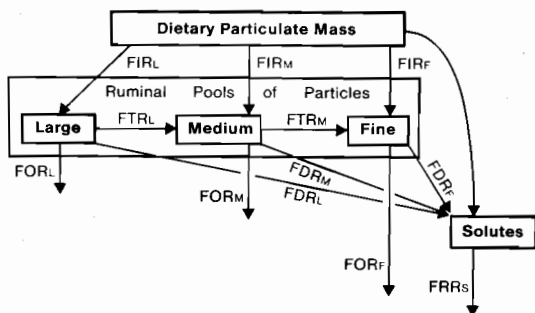 Dietary Particulate Mass
FIRL FIRM FIRF
Ruminal Pools of Particles
Large FTRL Medium FTRM Fine
FORL FDRL FDRM FDRF
FORM
Solutes
FORF FRRS